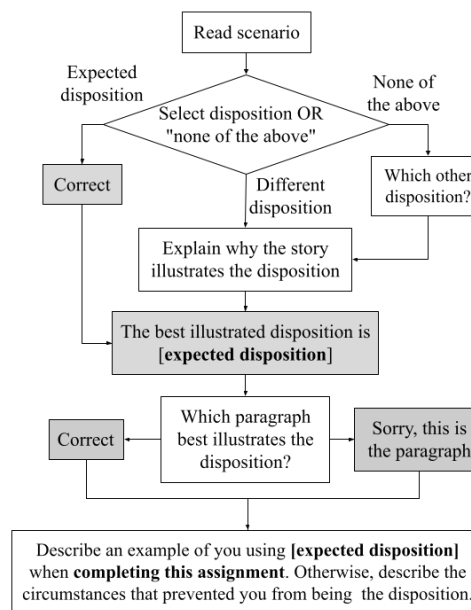 Read scenario
Expected
disposition
None of
the above
Select disposition OR
"none of the above"
Correct
Different
disposition
Which other
disposition?
Explain why the story
illustrates the disposition
The best illustrated disposition is
[expected disposition]
Correct
Which paragraph
best illustrates the
disposition?
Sorry, this is
the paragraph
Describe an example of you using [expected disposition]
when completing this assignment. Otherwise, describe the
circumstances that prevented you from being the disposition.